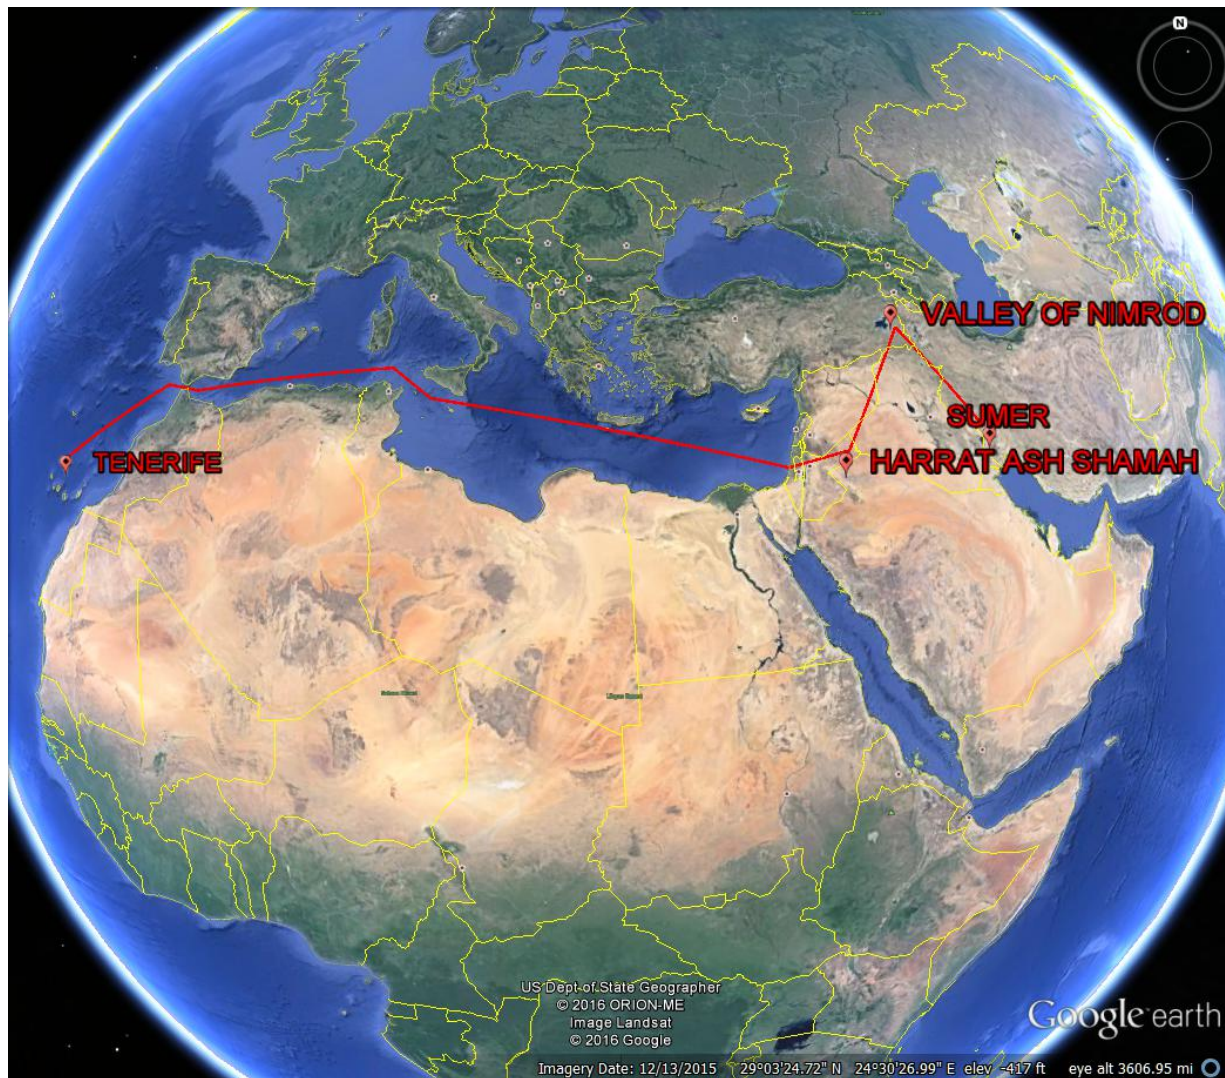 N
VALLEY OF NIMROD
SUMER
TENERIFE
HARRAT ASH SHAMAH
US Dept of State Geographer
© 2016 ORION-ME
Image Landsat
© 2016 Google
Google earth
Imagery Date: 12/13/2015 29°03'24.72" N 24°30'26.99" E elev -417 ft eye alt 3606.95 mi